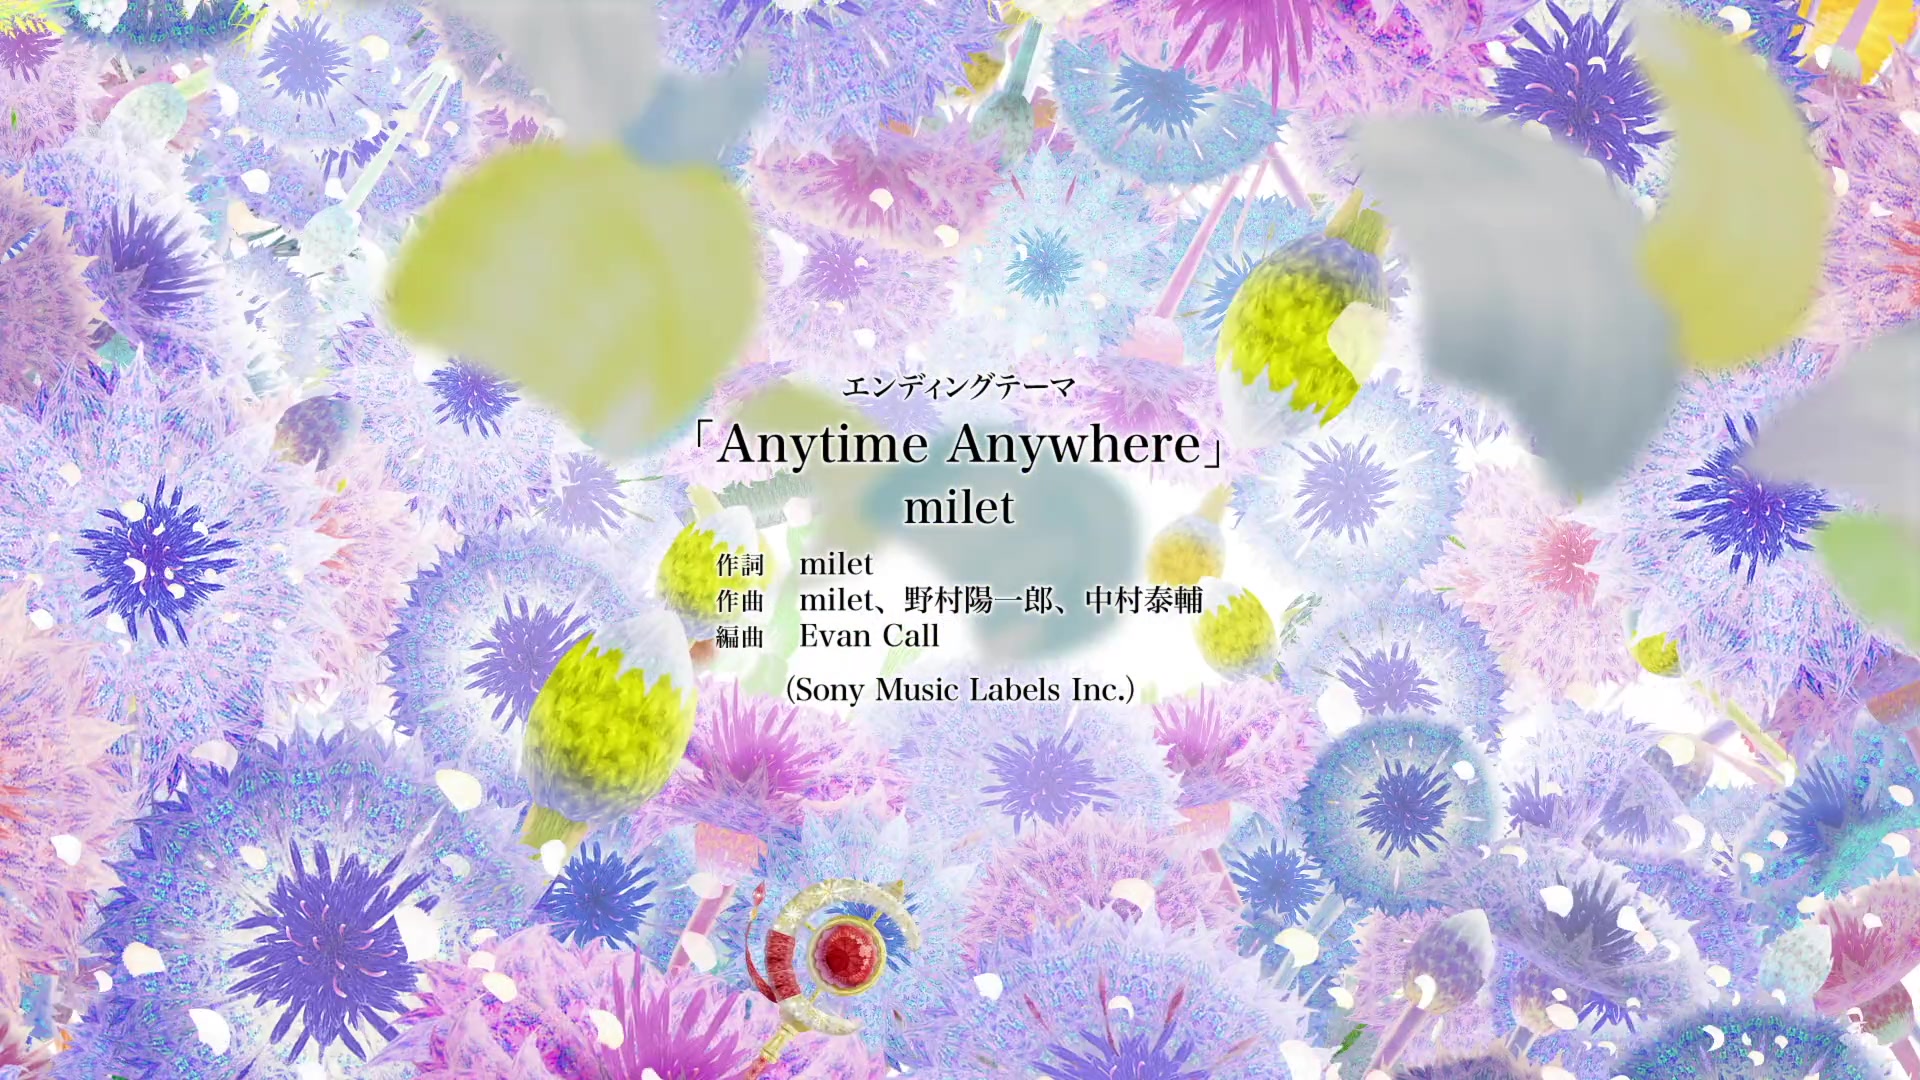 エンディングテーマ
「Anytime Anywhere」
milet
作詞 milet
作曲 milet、野村陽一郎、中村泰輔
編曲 Evan Call
(Sony Music Labels Inc.)